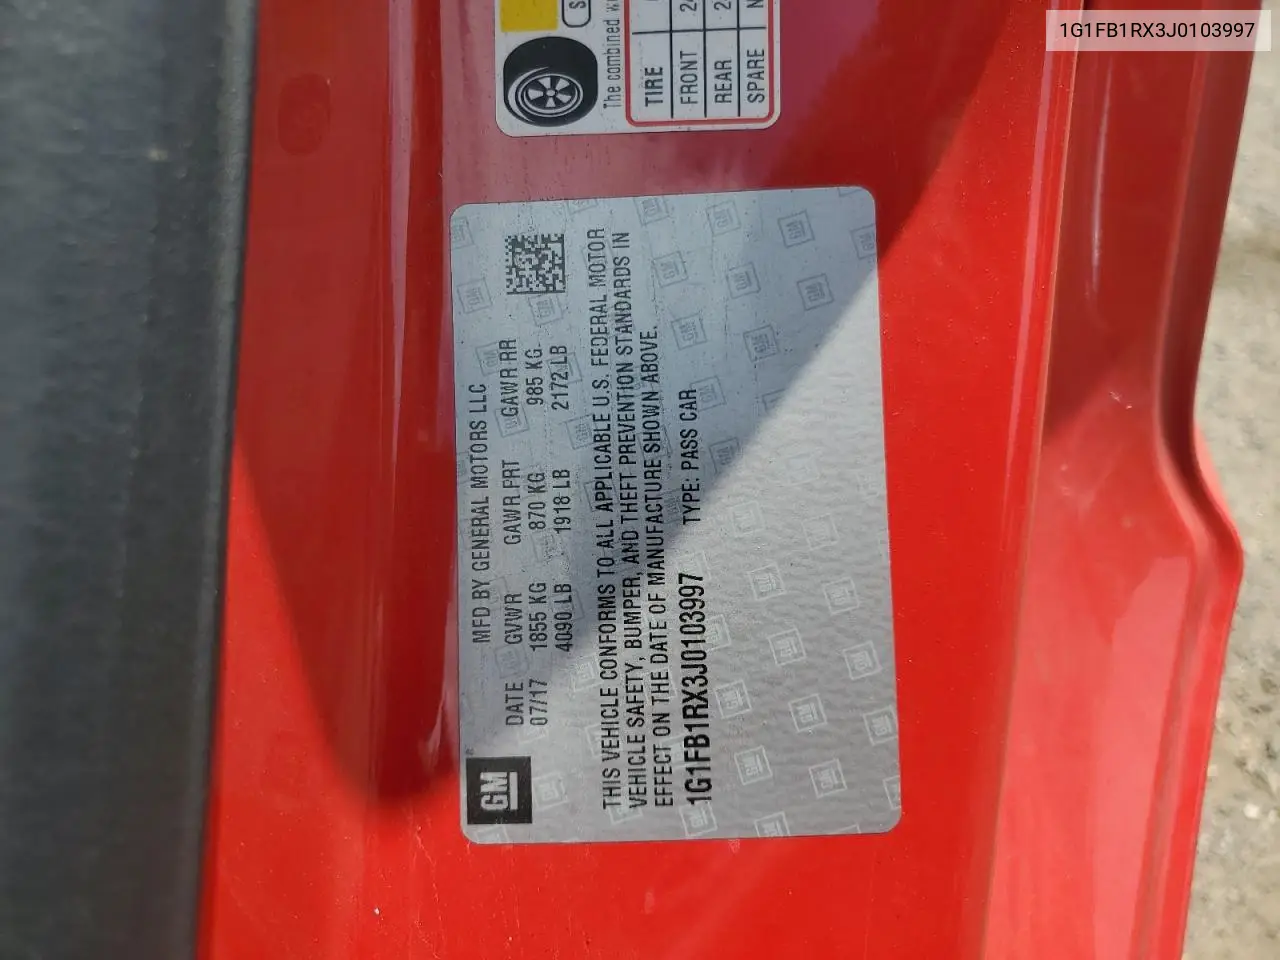 1G1FB1RX3J0103997
The combined
TIRE
FRONT
REAR
SPARE
GM
MFD BY GENERAL MOTORS LLC
DATE GVWR GAWR FRT GAWR RR
07/17 1855 KG 870 KG 985 KG
4090 LB 1918 LB 2172 LB
THIS VEHICLE CONFORMS TO ALL APPLICABLE U.S. FEDERAL MOTOR
VEHICLE SAFETY, BUMPER, AND THEFT PREVENTION STANDARDS IN
EFFECT ON THE DATE OF MANUFACTURE SHOWN ABOVE.
1G1FB1RX3J0103997 TYPE: PASS CAR